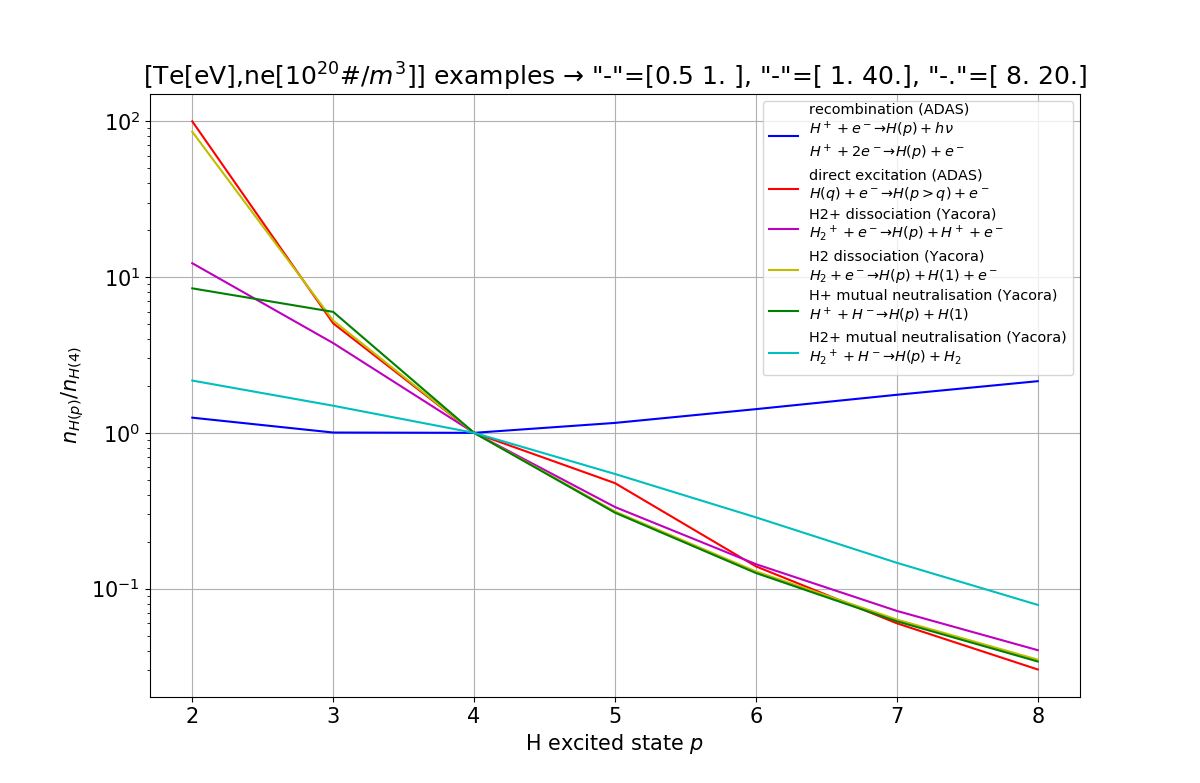 [Te[eV],ne[10²⁰#/m³]] examples → "-"=[0.5 1. ], "-"=[ 1. 40.], "-."=[ 8. 20.]
recombination (ADAS)
H⁺ + e⁻→H(p) + hν
H⁺ + 2e⁻→H(p) + e⁻
direct excitation (ADAS)
H(q) + e⁻→H(p > q) + e⁻
H2+ dissociation (Yacora)
H₂⁺ + e⁻→H(p) + H⁺ + e⁻
H2 dissociation (Yacora)
H₂ + e⁻→H(p) + H(1) + e⁻
H+ mutual neutralisation (Yacora)
H⁺ + H⁻→H(p) + H(1)
H2+ mutual neutralisation (Yacora)
H₂⁺ + H⁻→H(p) + H₂
10²
10¹
10⁰
10⁻¹
n_H(p)/n_H(4)
2 3 4 5 6 7 8
H excited state p